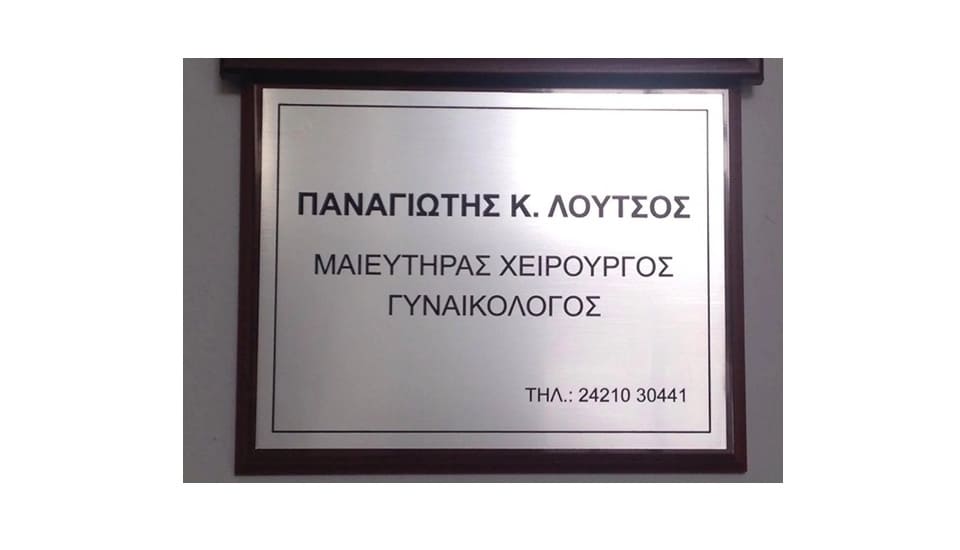 ΠΑΝΑΓΙΩΤΗΣ Κ. ΛΟΥΤΣΟΣ
ΜΑΙΕΥΤΗΡΑΣ ΧΕΙΡΟΥΡΓΟΣ
ΓΥΝΑΙΚΟΛΟΓΟΣ
ΤΗΛ.: 24210 30441